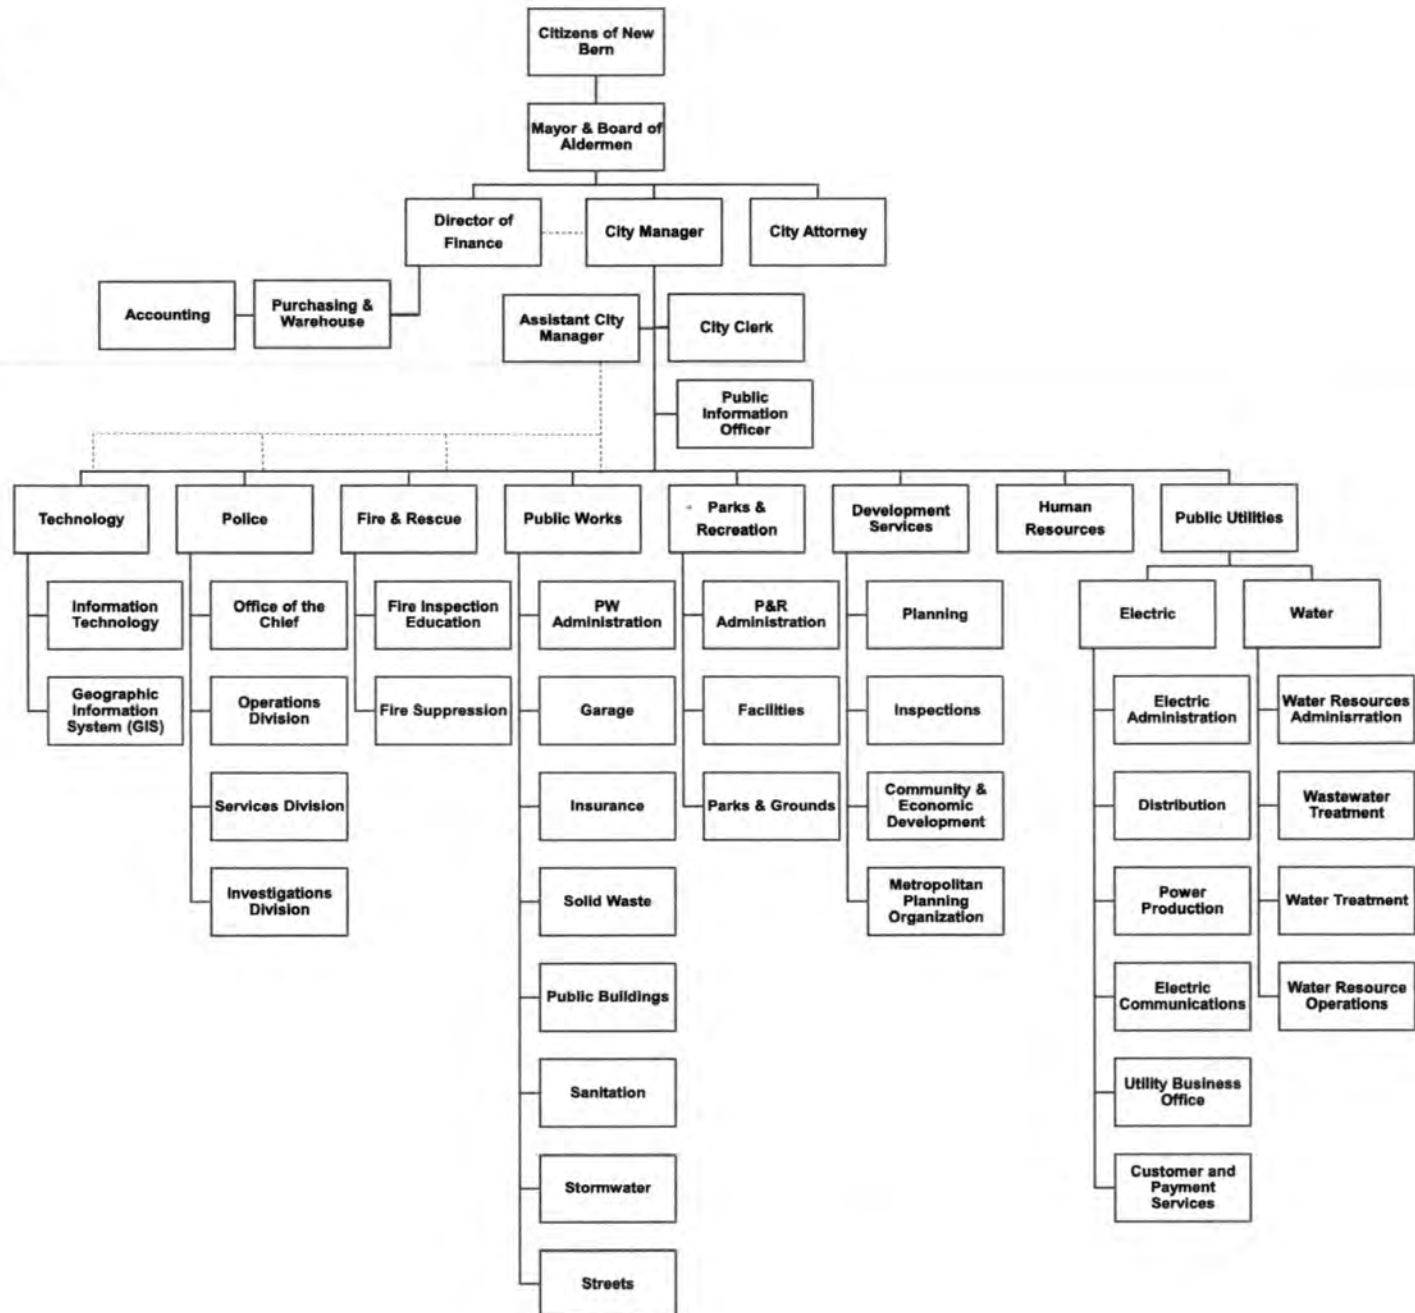 Citizens of New
Bern
Mayor & Board of
Aldermen
Director of
Finance
City Manager
City Attorney
Accounting
Purchasing &
Warehouse
Assistant City
Manager
City Clerk
Public
Information
Officer
Technology
Police
Fire & Rescue
Public Works
Parks &
Recreation
Development
Services
Human
Resources
Public Utilities
Information
Technology
Geographic
Information
System (GIS)
Office of the
Chief
Operations
Division
Services Division
Investigations
Division
Fire Inspection
Education
Fire Suppression
PW
Administration
Garage
Insurance
Solid Waste
Public Buildings
Sanitation
Stormwater
Streets
P&R
Administration
Facilities
Parks & Grounds
Planning
Inspections
Community &
Economic
Development
Metropolitan
Planning
Organization
Electric
Water
Electric
Administration
Distribution
Power
Production
Electric
Communications
Utility Business
Office
Customer and
Payment
Services
Water Resources
Adminisrration
Wastewater
Treatment
Water Treatment
Water Resource
Operations